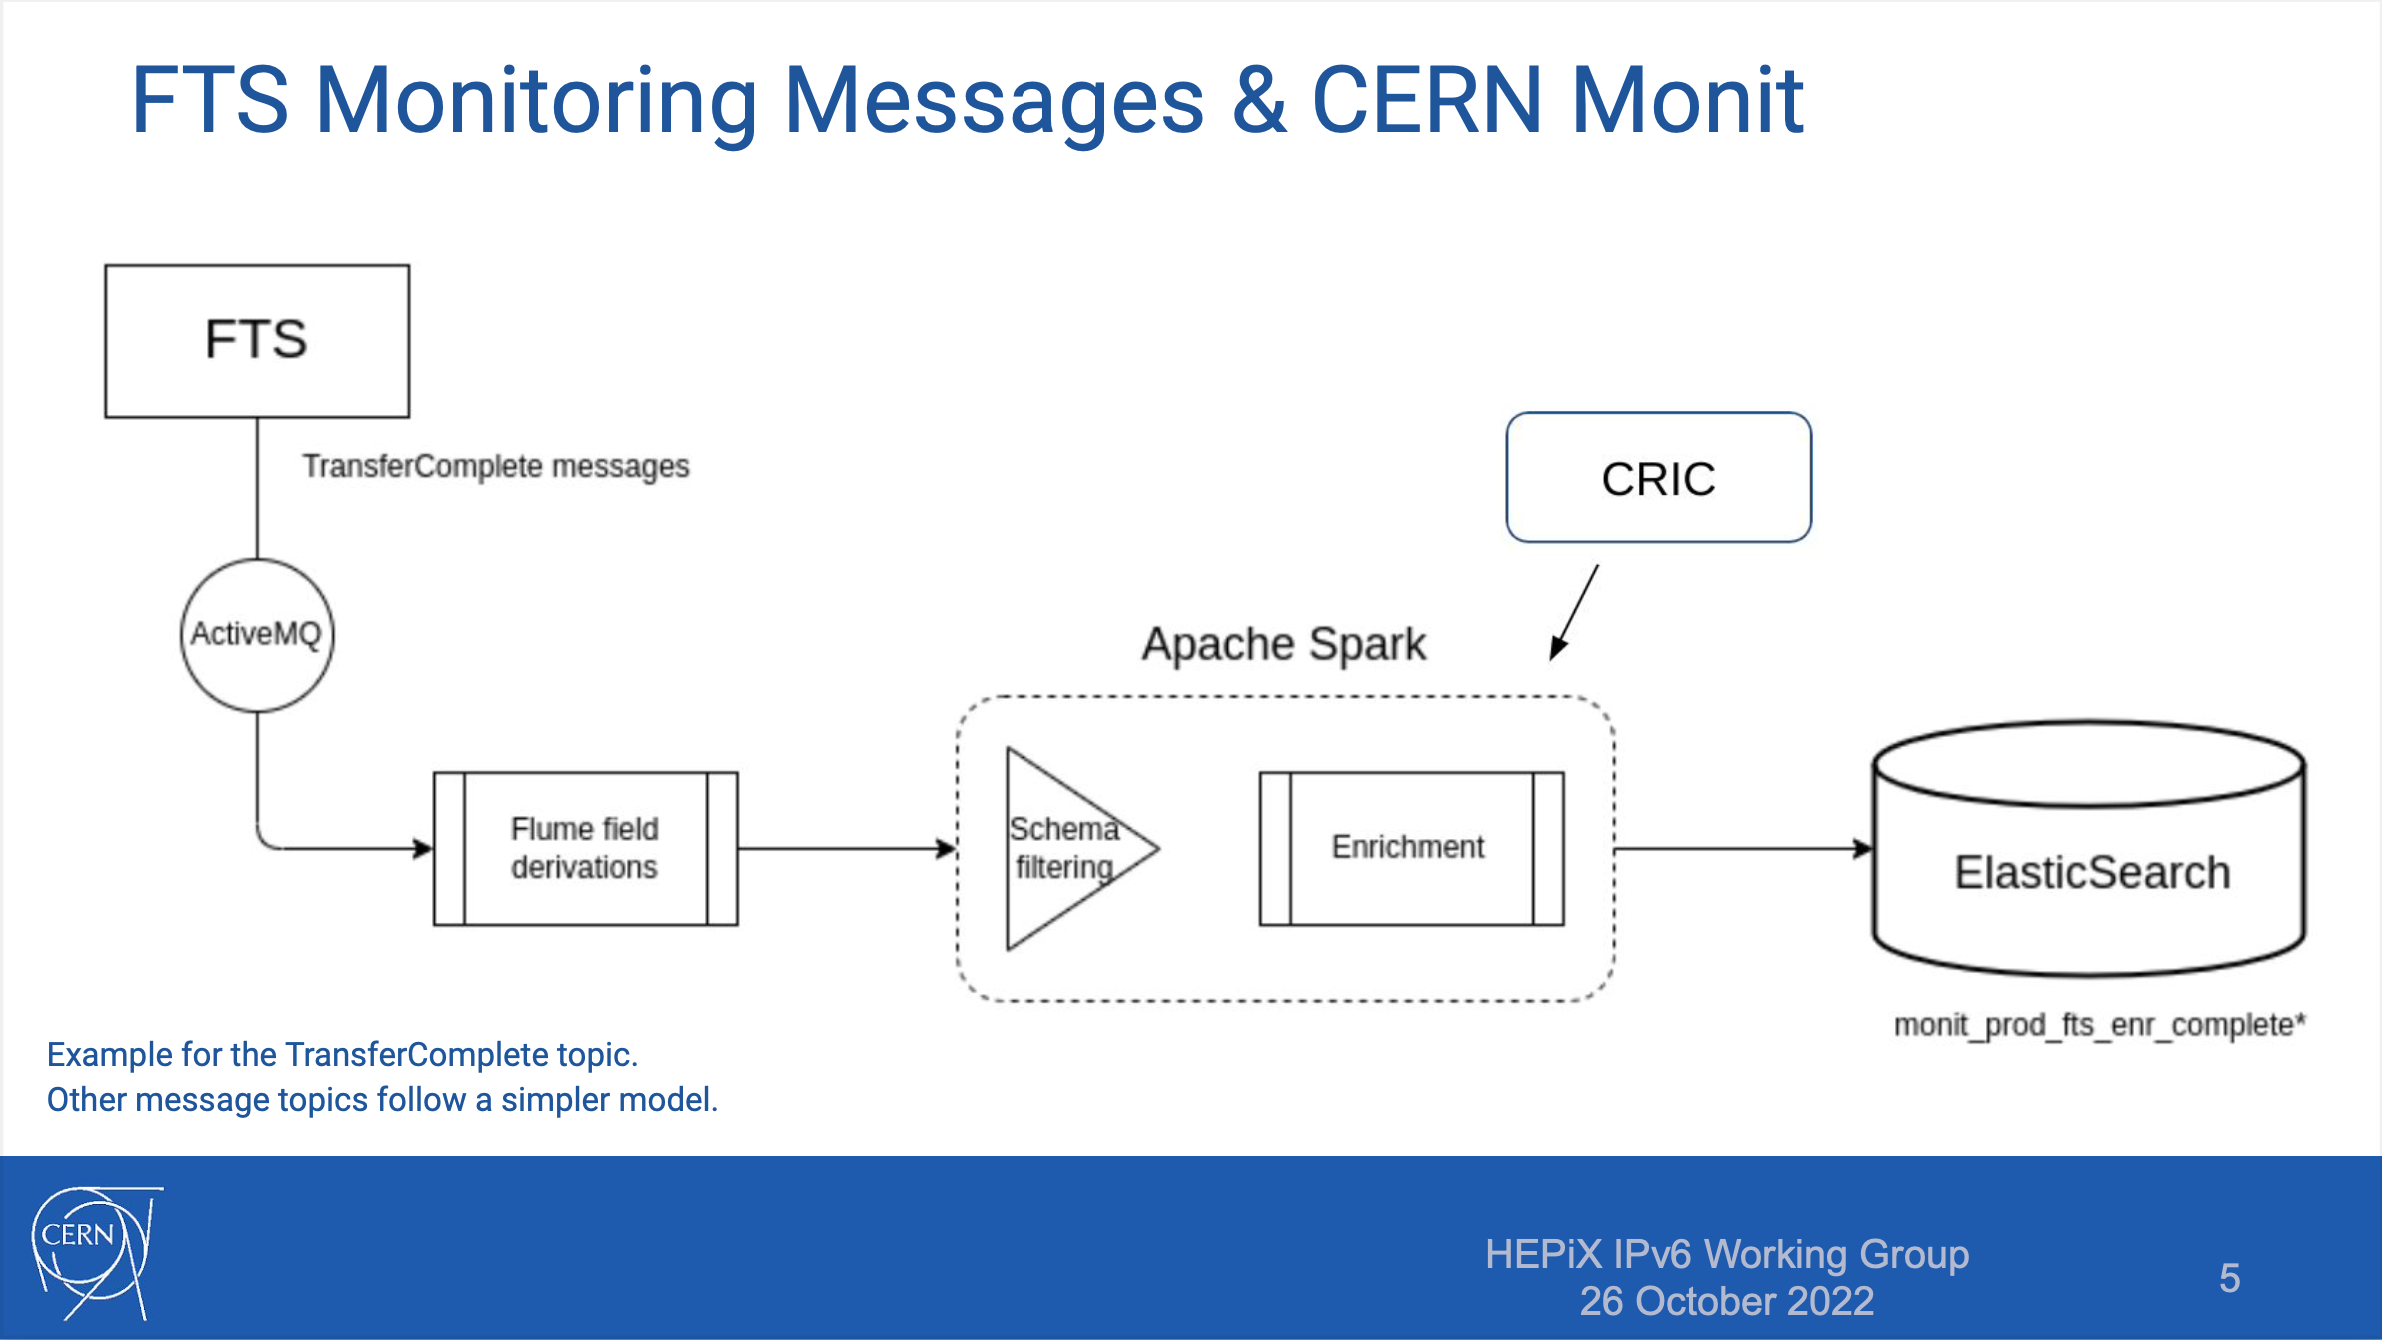 FTS Monitoring Messages & CERN Monit
FTS
TransferComplete messages
CRIC
ActiveMQ
Apache Spark
Flume field
derivations
Schema
filtering
Enrichment
ElasticSearch
monit_prod_fts_enr_complete*
Example for the TransferComplete topic.
Other message topics follow a simpler model.
CERN
HEPiX IPv6 Working Group
26 October 2022
5